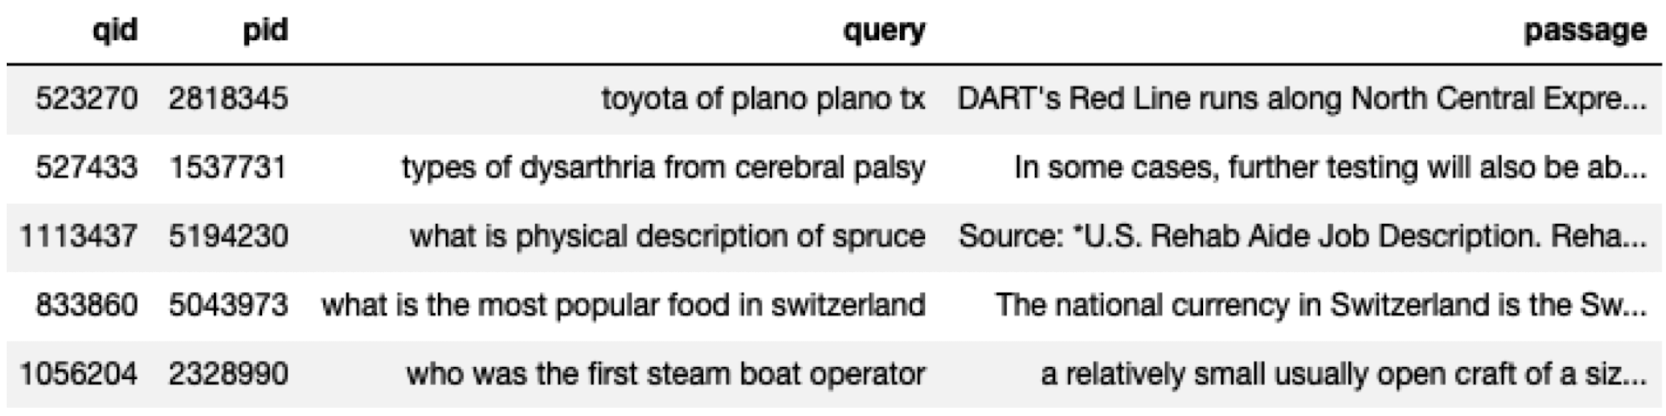 qid pid query passage
523270 2818345 toyota of plano plano tx DART's Red Line runs along North Central Expre...
527433 1537731 types of dysarthria from cerebral palsy In some cases, further testing will also be ab...
1113437 5194230 what is physical description of spruce Source: *U.S. Rehab Aide Job Description. Reha...
833860 5043973 what is the most popular food in switzerland The national currency in Switzerland is the Sw...
1056204 2328990 who was the first steam boat operator a relatively small usually open craft of a siz...